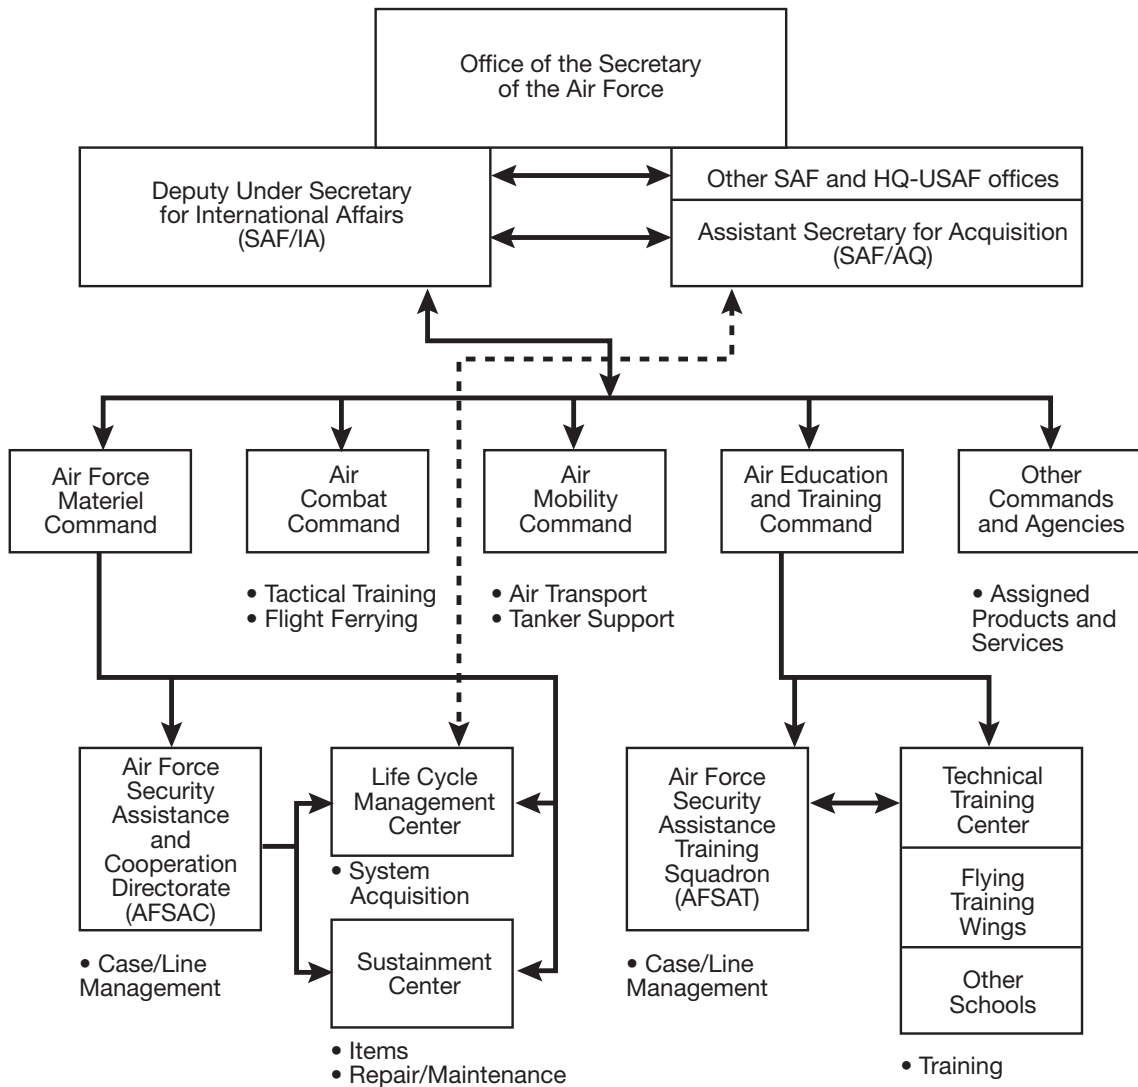 Office of the Secretary
of the Air Force
Deputy Under Secretary
for International Affairs
(SAF/IA)
Other SAF and HQ-USAF offices
Assistant Secretary for Acquisition
(SAF/AQ)
Air Force
Materiel
Command
Air
Combat
Command
Air
Mobility
Command
Air Education
and Training
Command
Other
Commands
and Agencies
• Tactical Training
• Flight Ferrying
• Air Transport
• Tanker Support
• Assigned
Products and
Services
Air Force
Security
Assistance
and
Cooperation
Directorate
(AFSAC)
• Case/Line
Management
Life Cycle
Management
Center
• System
Acquisition
Sustainment
Center
• Items
• Repair/Maintenance
Air Force
Security
Assistance
Training
Squadron
(AFSAT)
• Case/Line
Management
Technical
Training
Center
Flying
Training
Wings
Other
Schools
• Training